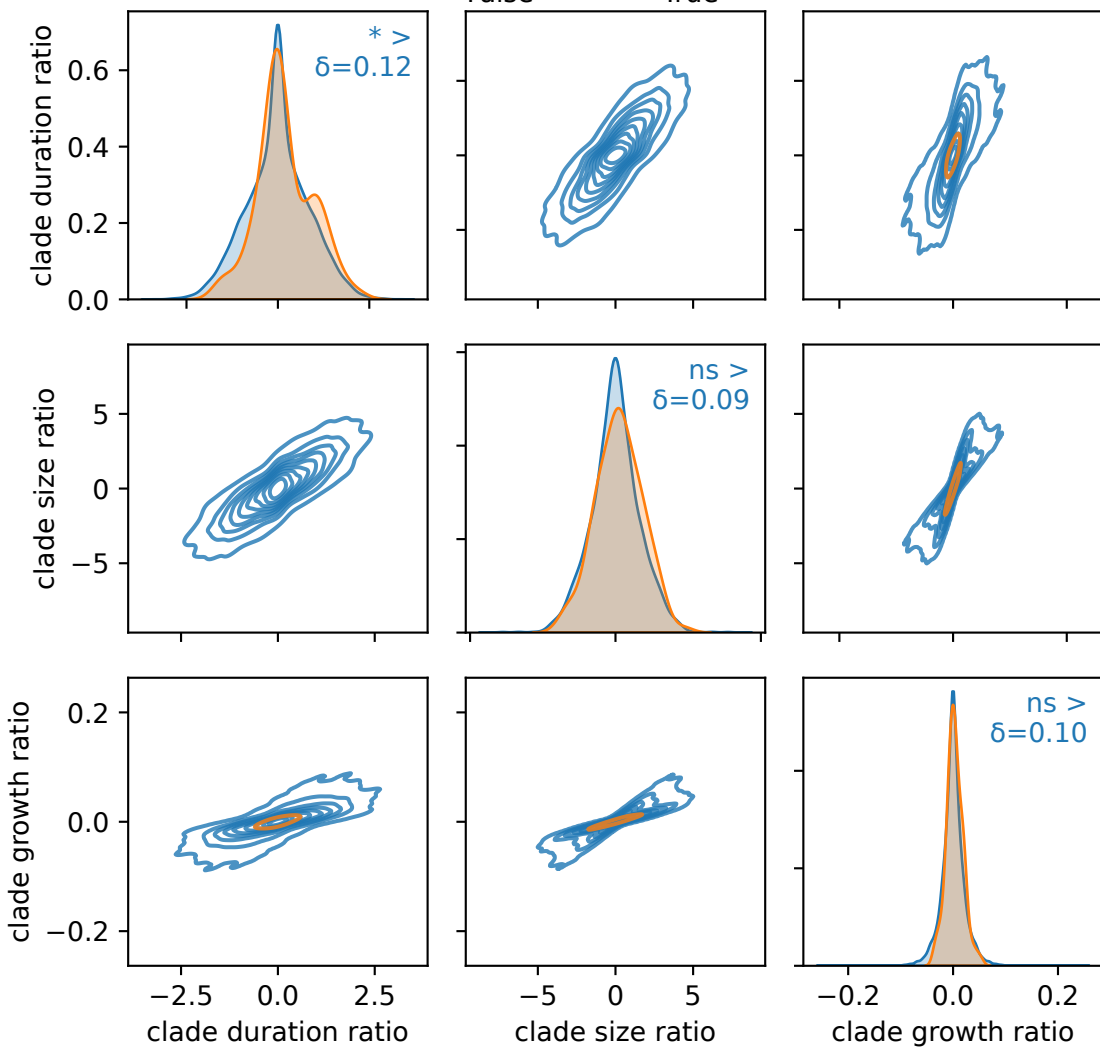 * >
δ=0.12
clade duration ratio
0.6
0.4
0.2
0.0
ns >
δ=0.09
clade size ratio
5
0
−5
ns >
δ=0.10
clade growth ratio
0.2
0.0
−0.2
−2.5 0.0 2.5
−5 0 5
−0.2 0.0 0.2
clade duration ratio
clade size ratio
clade growth ratio